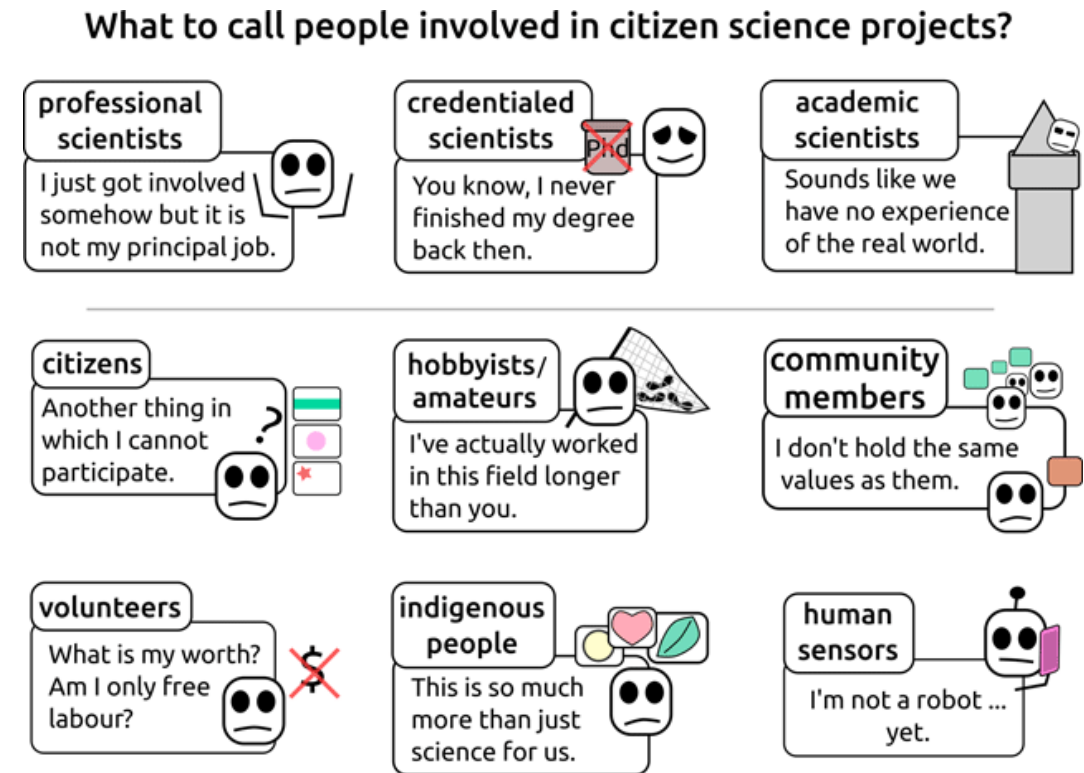 What to call people involved in citizen science projects?
professional
scientists
I just got involved
somehow but it is
not my principal job.
credentialed
scientists
Phd
You know, I never
finished my degree
back then.
academic
scientists
Sounds like we
have no experience
of the real world.
citizens
Another thing in
which I cannot
participate.
?
hobbyists/
amateurs
I've actually worked
in this field longer
than you.
community
members
I don't hold the same
values as them.
volunteers
What is my worth?
Am I only free
labour?
$
indigenous
people
This is so much
more than just
science for us.
human
sensors
I'm not a robot ...
yet.